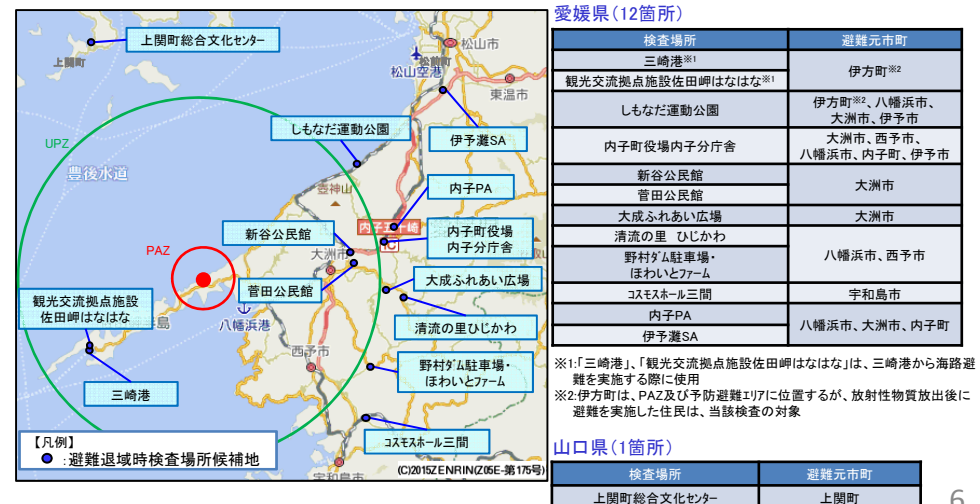 上関町総合文化センター
上関町
松山市
松前町
松山空港
東温市
しもなだ運動公園
伊予灘SA
UPZ
豊後水道
壺神山
内子PA
内子五十崎
IC
新谷公民館
内子町役場
内子分庁舎
PAZ
大洲市
大成ふれあい広場
菅田公民館
観光交流拠点施設
佐田岬はなはな
半島
八幡浜港
清流の里ひじかわ
西予市
野村ダム駐車場・
ほわいとファーム
三崎港
コスモスホール三間
【凡例】
:避難退域時検査場所候補地
宇和島市
(C)2015ZENRIN(Z05E-第175号)
愛媛県(12箇所)
検査場所 避難元市町
三崎港※1 伊方町※2
観光交流拠点施設佐田岬はなはな※1
しもなだ運動公園 伊方町※2、八幡浜市、
大洲市、伊予市
内子町役場内子分庁舎 大洲市、西予市、
八幡浜市、内子町、伊予市
新谷公民館 大洲市
菅田公民館
大成ふれあい広場 大洲市
清流の里 ひじかわ 八幡浜市、西予市
野村ダム駐車場・
ほわいとファーム
コスモスホール三間 宇和島市
内子PA 八幡浜市、大洲市、内子町
伊予灘SA
※1:「三崎港」、「観光交流拠点施設佐田岬はなはな」は、三崎港から海路避
難を実施する際に使用
※2:伊方町は、PAZ及び予防避難エリアに位置するが、放射性物質放出後に
避難を実施した住民は、当該検査の対象
山口県(1箇所)
検査場所 避難元市町
上関町総合文化センター 上関町
6